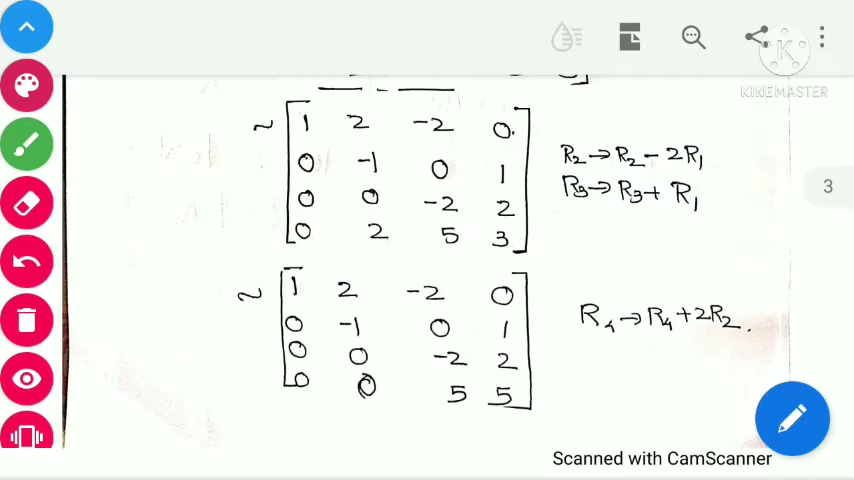 KINEMASTER
~ 1 2 -2 0
0 -1 0 1
0 0 -2 2
0 2 5 3
R2 → R2 - 2R1
R3 → R3 + R1
3
~ 1 2 -2 0
0 -1 0 1
0 0 -2 2
0 0 5 5
R4 → R4 + 2R2.
Scanned with CamScanner